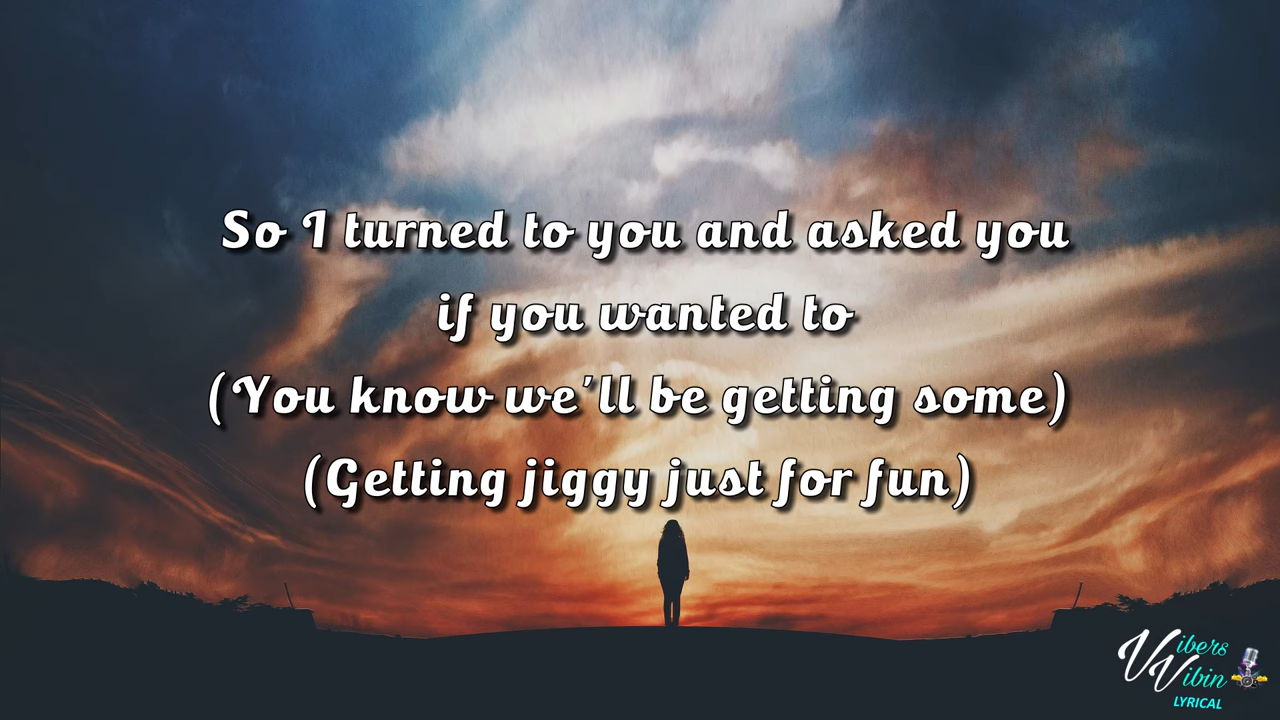 So I turned to you and asked you
if you wanted to
(You know we'll be getting some)
(Getting jiggy just for fun)
Vibers
Vibin
LYRICAL